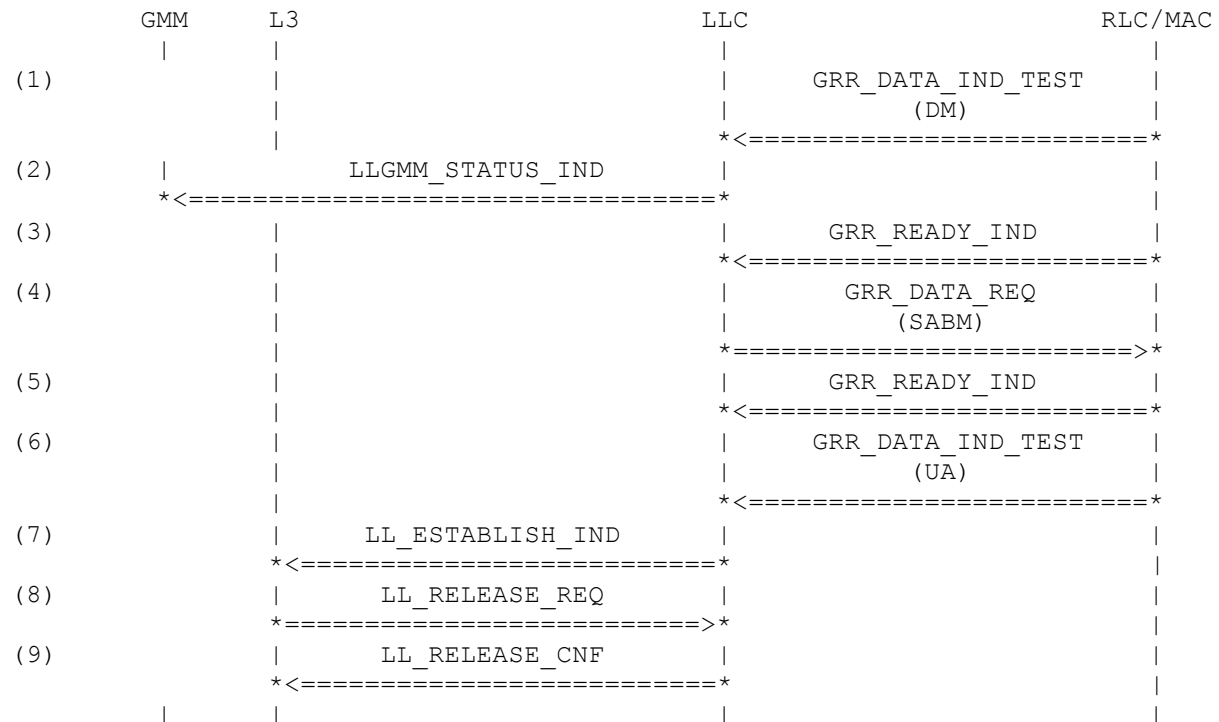 GMM L3 LLC RLC/MAC
| | | |
(1) | | GRR_DATA_IND_TEST |
| | (DM) |
| *<=========================*
(2) | LLGMM_STATUS_IND | |
*<=================================* |
(3) | | GRR_READY_IND |
| *<=========================*
(4) | | GRR_DATA_REQ |
| | (SABM) |
| *=========================>*
(5) | | GRR_READY_IND |
| *<=========================*
(6) | | GRR_DATA_IND_TEST |
| | (UA) |
| *<=========================*
(7) | LL_ESTABLISH_IND | |
*<==========================* |
(8) | LL_RELEASE_REQ | |
*==========================>* |
(9) | LL_RELEASE_CNF | |
*<==========================* |
| | | |